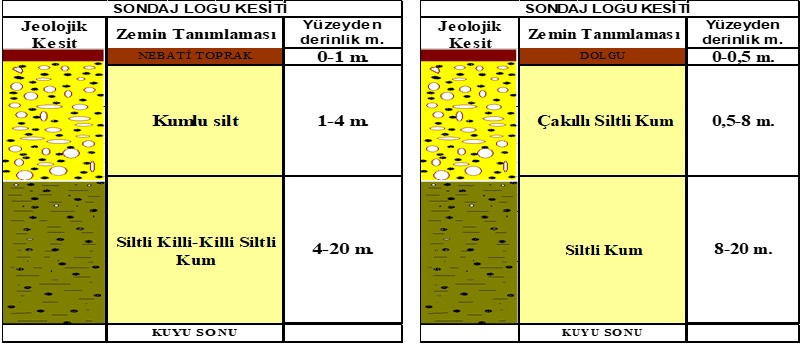 SONDAJ LOGU KESİTİ
Jeolojik Kesit
Zemin Tanımlaması
Yüzeyden derinlik m.
NEBATİ TOPRAK
0-1 m.
Kumlu silt
1-4 m.
Siltli Killi-Killi Siltli
Kum
4-20 m.
KUYU SONU
SONDAJ LOGU KESİTİ
Jeolojik Kesit
Zemin Tanımlaması
Yüzeyden derinlik m.
DOLGU
0-0,5 m.
Çakıllı Siltli Kum
0,5-8 m.
Siltli Kum
8-20 m.
KUYU SONU